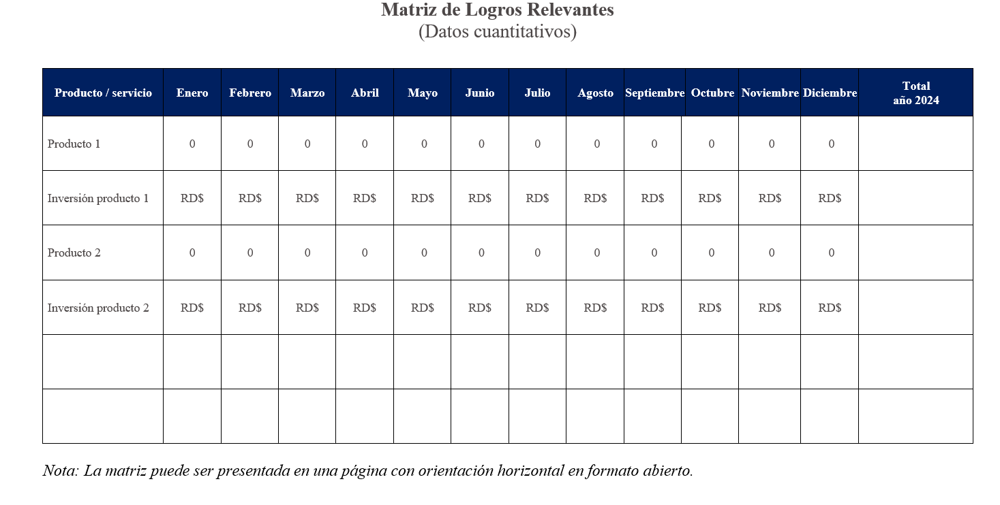 Matriz de Logros Relevantes
(Datos cuantitativos)
Producto / servicio Enero Febrero Marzo Abril Mayo Junio Julio Agosto Septiembre Octubre Noviembre Diciembre Total año 2024
Producto 1 0 0 0 0 0 0 0 0 0 0 0 0
Inversión producto 1 RD$ RD$ RD$ RD$ RD$ RD$ RD$ RD$ RD$ RD$ RD$ RD$
Producto 2 0 0 0 0 0 0 0 0 0 0 0 0
Inversión producto 2 RD$ RD$ RD$ RD$ RD$ RD$ RD$ RD$ RD$ RD$ RD$ RD$
Nota: La matriz puede ser presentada en una página con orientación horizontal en formato abierto.